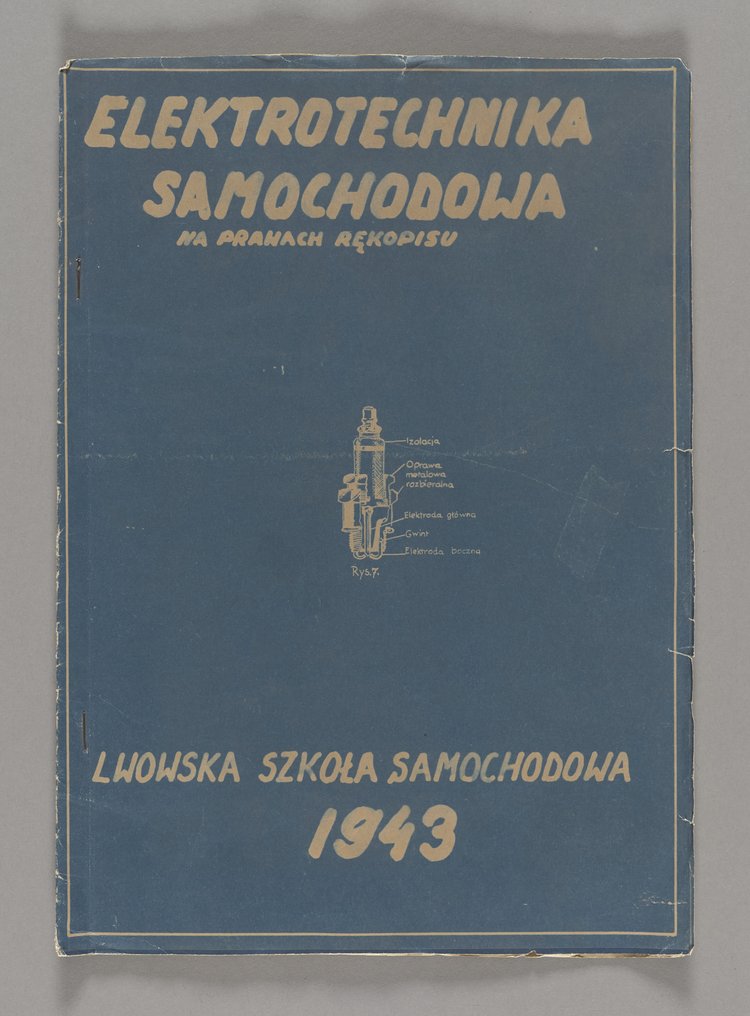 ELEKTROTECHNIKA
SAMOCHODOWA
NA PRAWACH RĘKOPISU
Izolacja
Oprawa
metalowa
rozbieralna
Elektroda główna
Gwint
Elektroda boczna
Rys.7.
LWOWSKA SZKOŁA SAMOCHODOWA
1943